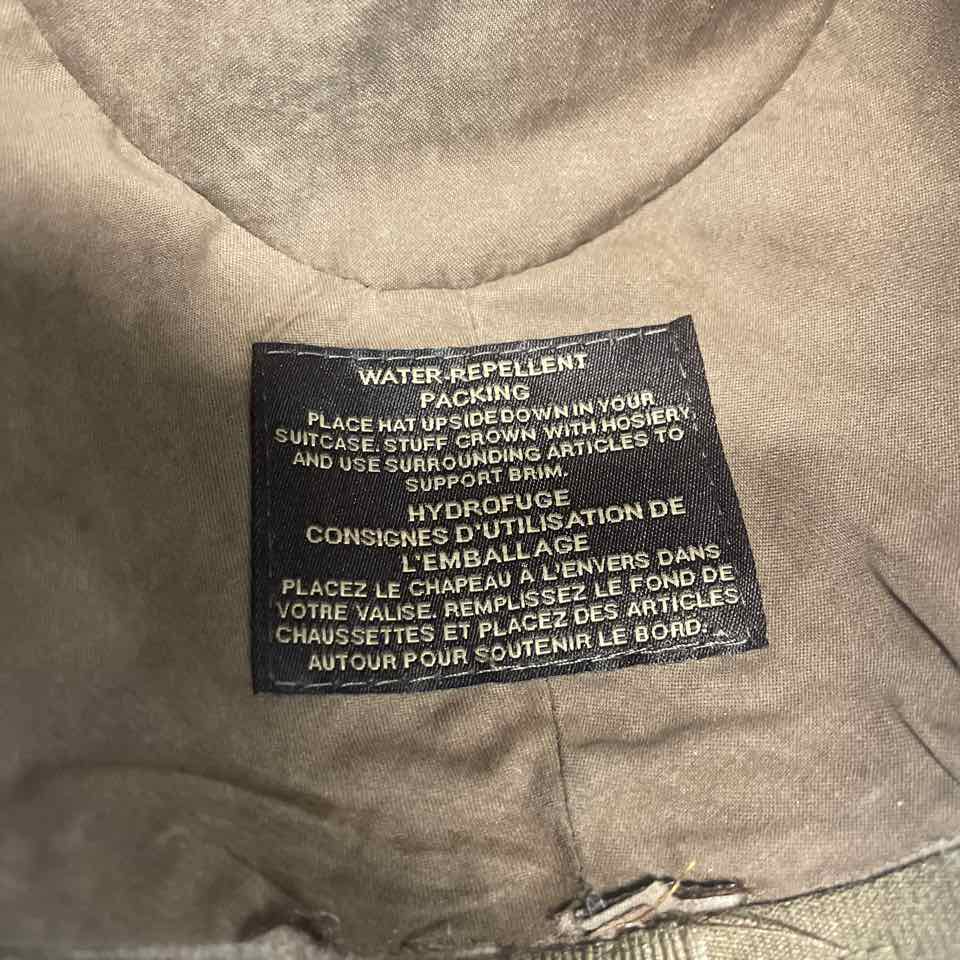 WATER-REPELLENT
PACKING
PLACE HAT UPSIDE DOWN IN YOUR
SUITCASE. STUFF CROWN WITH HOSIERY,
AND USE SURROUNDING ARTICLES TO
SUPPORT BRIM.
HYDROFUGE
CONSIGNES D'UTILISATION DE
L'EMBALLAGE
PLACEZ LE CHAPEAU À L'ENVERS DANS
VOTRE VALISE. REMPLISSEZ LE FOND DE
CHAUSSETTES ET PLACEZ DES ARTICLES
AUTOUR POUR SOUTENIR LE BORD.